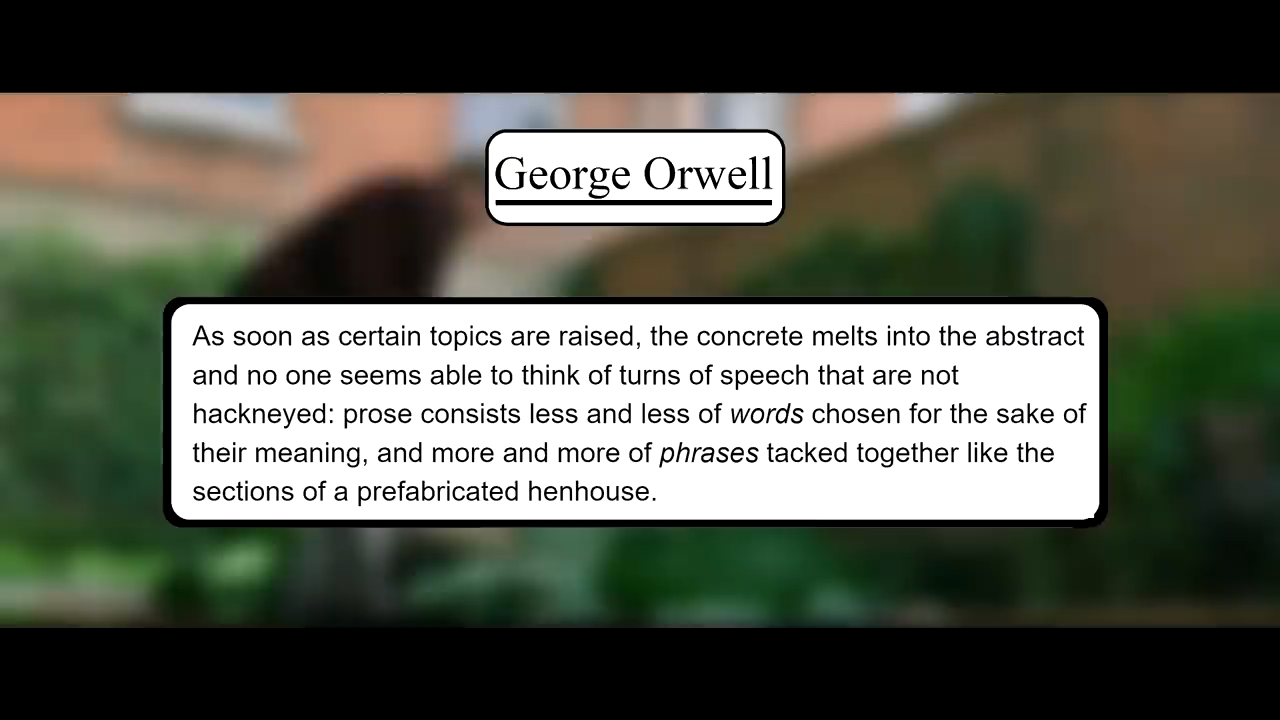 George Orwell
As soon as certain topics are raised, the concrete melts into the abstract
and no one seems able to think of turns of speech that are not
hackneyed: prose consists less and less of words chosen for the sake of
their meaning, and more and more of phrases tacked together like the
sections of a prefabricated henhouse.